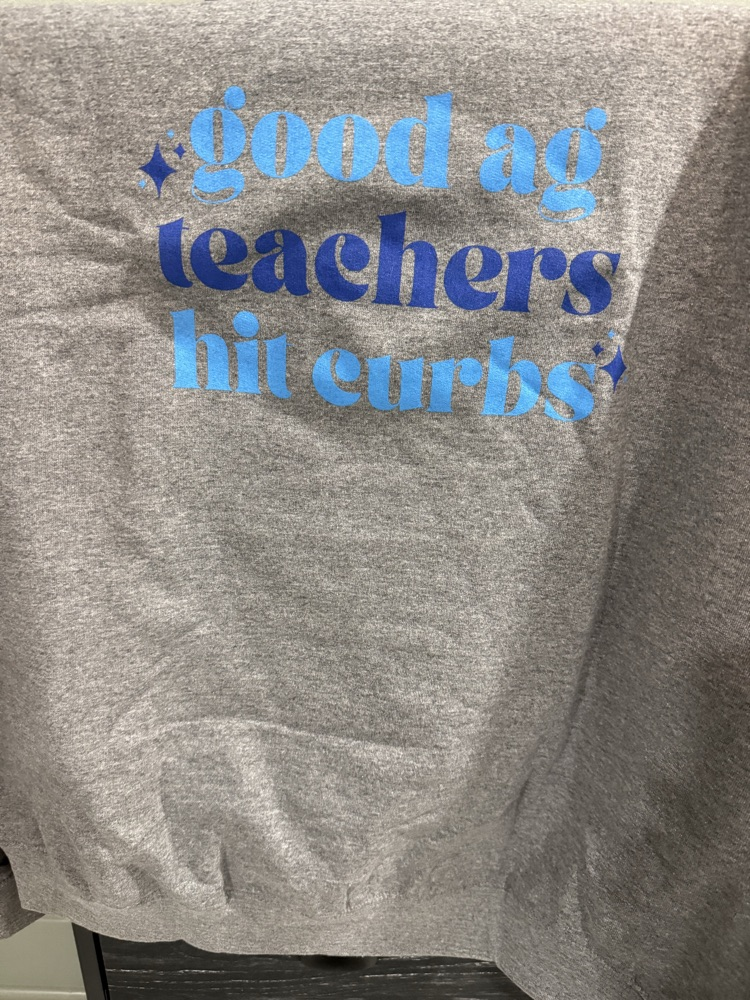 good ag
teachers
hit curbs